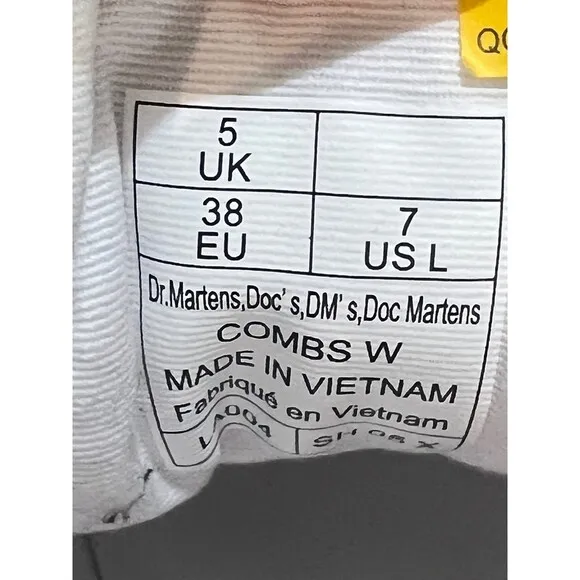 5
UK
38
EU
7
US L
Dr.Martens,Doc's,DM's,Doc Martens
COMBS W
MADE IN VIETNAM
Fabriqué en Vietnam